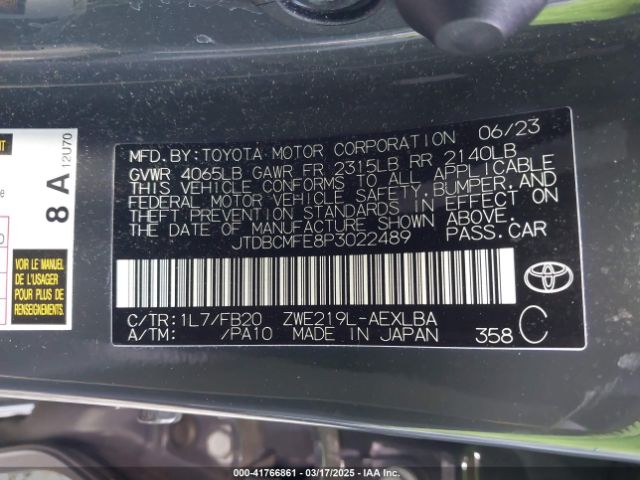 MFD. BY: TOYOTA MOTOR CORPORATION 06/23
GVWR 4065LB GAWR FR 2315LB RR 2140LB
THIS VEHICLE CONFORMS TO ALL APPLICABLE
FEDERAL MOTOR VEHICLE SAFETY, BUMPER, AND
THEFT PREVENTION STANDARDS IN EFFECT ON
THE DATE OF MANUFACTURE SHOWN ABOVE.
JTDBCMFE8P3022489 PASS. CAR
C/TR: 1L7/FB20 ZWE219L-AEXLBA
A/TM: /PA10 MADE IN JAPAN 358 C
TOYOTA
8 A 12U70
VOIR MANUEL
DE L'USAGER
POUR PLUS DE
RENSEIGNEMENTS
000-41766861 - 03/17/2025 - IAA Inc.